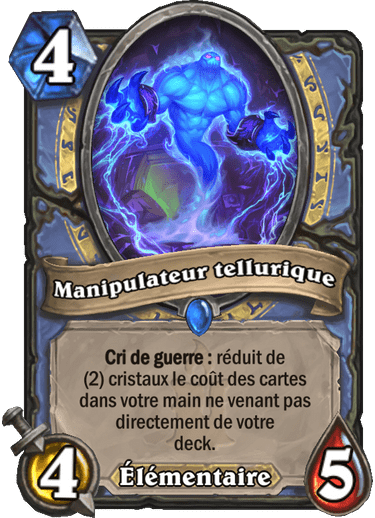 4
Manipulateur tellurique
Cri de guerre : réduit de
(2) cristaux le coût des cartes
dans votre main ne venant pas
directement de votre
deck.
4
Élémentaire
5